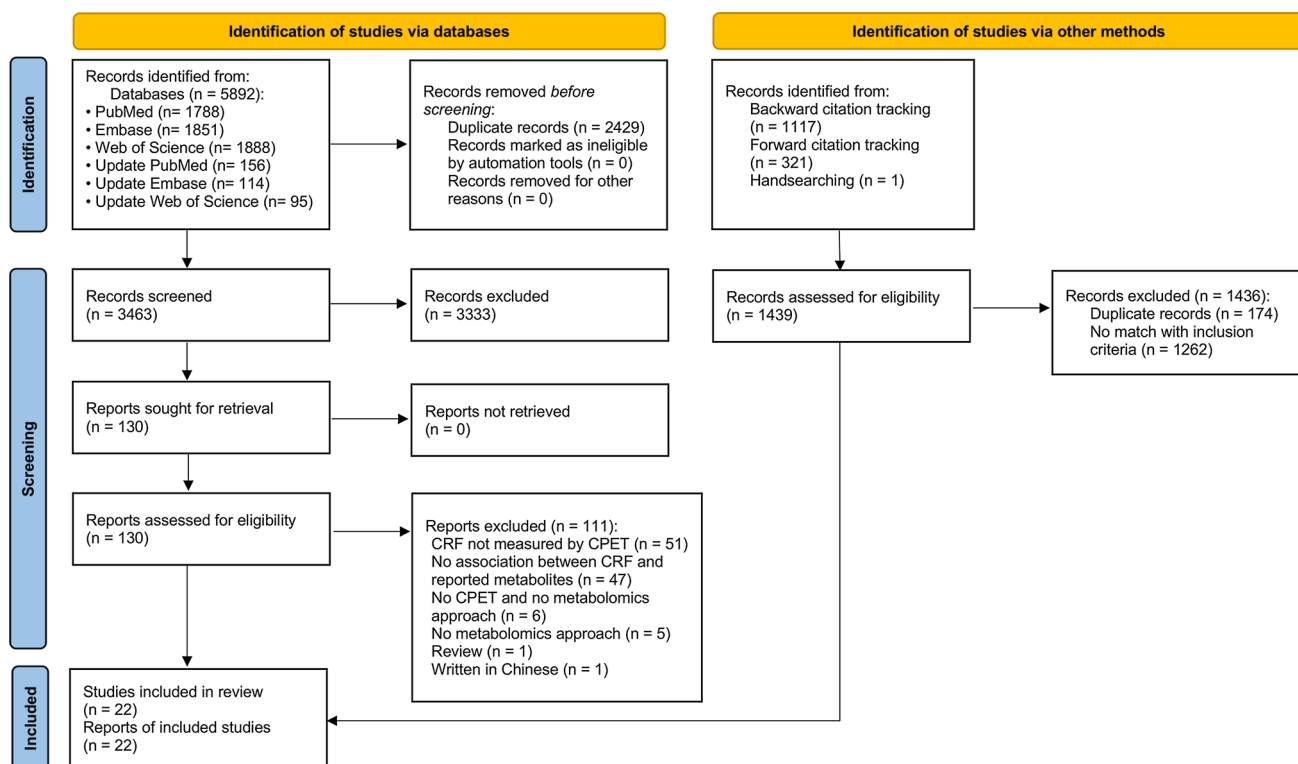 Identification of studies via databases
Identification of studies via other methods
Identification
Records identified from:
Databases (n = 5892):
• PubMed (n= 1788)
• Embase (n= 1851)
• Web of Science (n= 1888)
• Update PubMed (n= 156)
• Update Embase (n= 114)
• Update Web of Science (n= 95)
Records removed before
screening:
Duplicate records (n = 2429)
Records marked as ineligible
by automation tools (n = 0)
Records removed for other
reasons (n = 0)
Records identified from:
Backward citation tracking
(n = 1117)
Forward citation tracking
(n = 321)
Handsearching (n = 1)
Screening
Records screened
(n = 3463)
Records excluded
(n = 3333)
Records assessed for eligibility
(n = 1439)
Records excluded (n = 1436):
Duplicate records (n = 174)
No match with inclusion
criteria (n = 1262)
Reports sought for retrieval
(n = 130)
Reports not retrieved
(n = 0)
Reports assessed for eligibility
(n = 130)
Reports excluded (n = 111):
CRF not measured by CPET (n = 51)
No association between CRF and
reported metabolites (n = 47)
No CPET and no metabolomics
approach (n = 6)
No metabolomics approach (n = 5)
Review (n = 1)
Written in Chinese (n = 1)
Included
Studies included in review
(n = 22)
Reports of included studies
(n = 22)